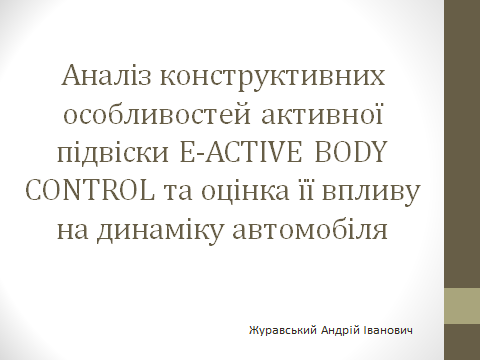 Аналіз конструктивних
особливостей активної
підвіски E-ACTIVE BODY
CONTROL та оцінка її впливу
на динаміку автомобіля
Журавський Андрій Іванович